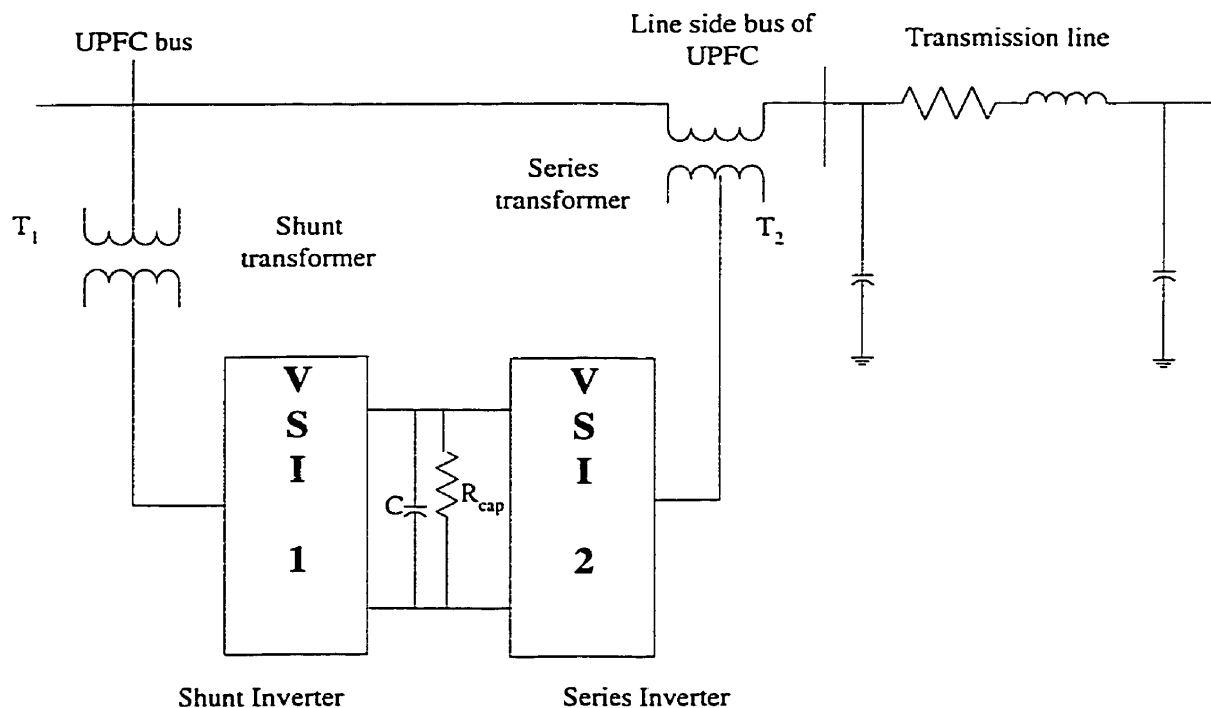 UPFC bus
Line side bus of
UPFC
Transmission line
T1
Shunt
transformer
Series
transformer
T2
V
S
I
1
V
S
I
2
C
Rcap
Shunt Inverter
Series Inverter